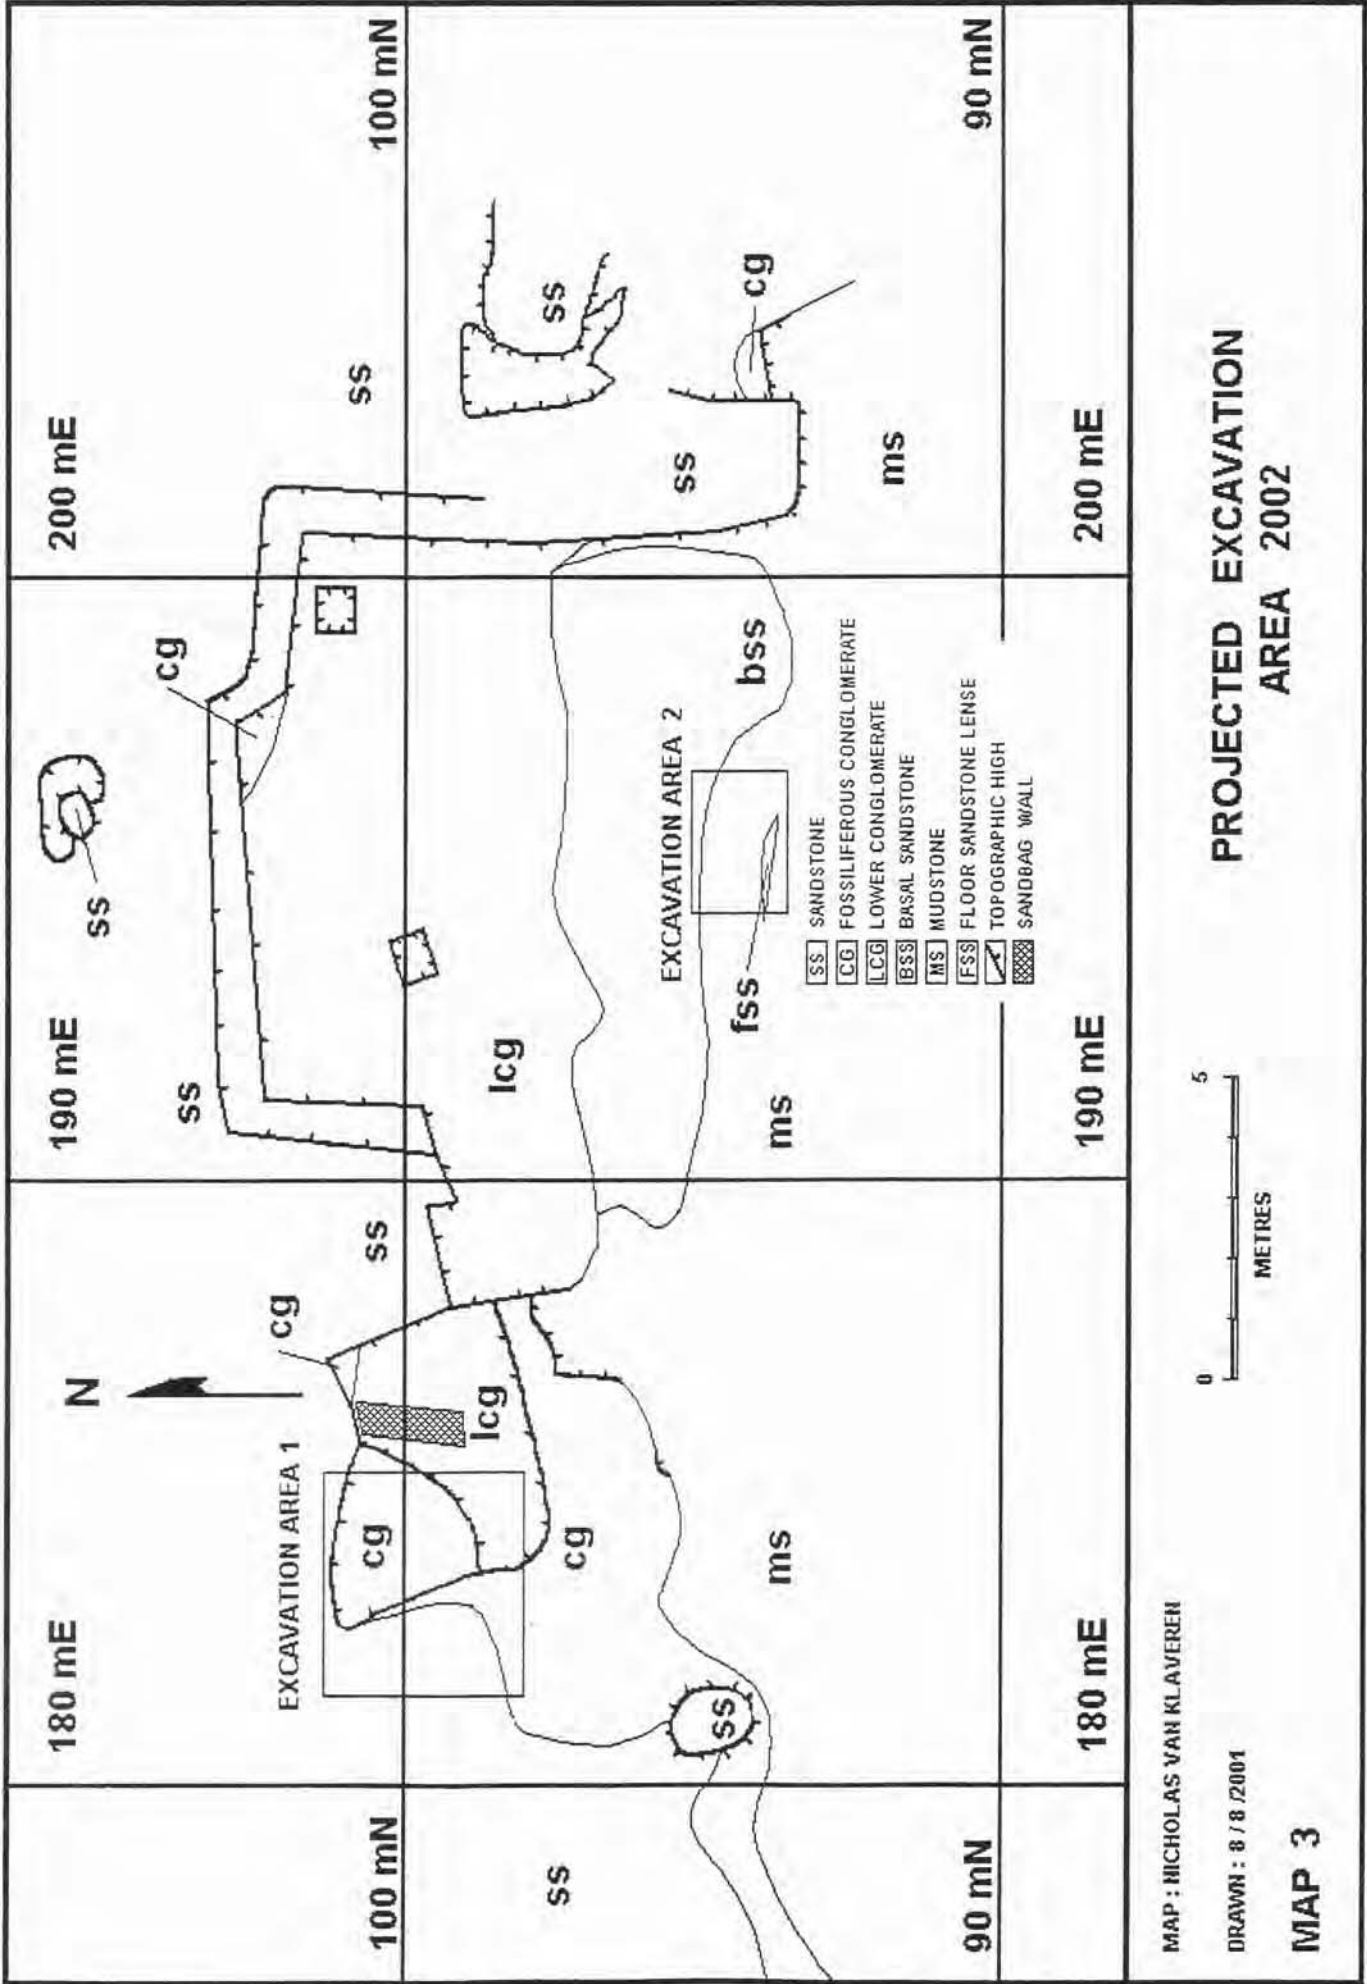 180 mE
190 mE
200 mE
N
EXCAVATION AREA 1
cg
cg
ss
ss
ss
cg
ss
100 mN
100 mN
cg
lcg
lcg
cg
ss
ss
ss
ss
ms
EXCAVATION AREA 2
fss
bss
ss
cg
ms
ms
SS SANDSTONE
CG FOSSILIFEROUS CONGLOMERATE
LCG LOWER CONGLOMERATE
BSS BASAL SANDSTONE
MS MUDSTONE
FSS FLOOR SANDSTONE LENSE
TOPOGRAPHIC HIGH
SANDBAG WALL
90 mN
90 mN
180 mE
190 mE
200 mE
MAP : NICHOLAS VAN KLAVEREN
DRAWN : 8 / 8 /2001
MAP 3
0 5
METRES
PROJECTED EXCAVATION
AREA 2002